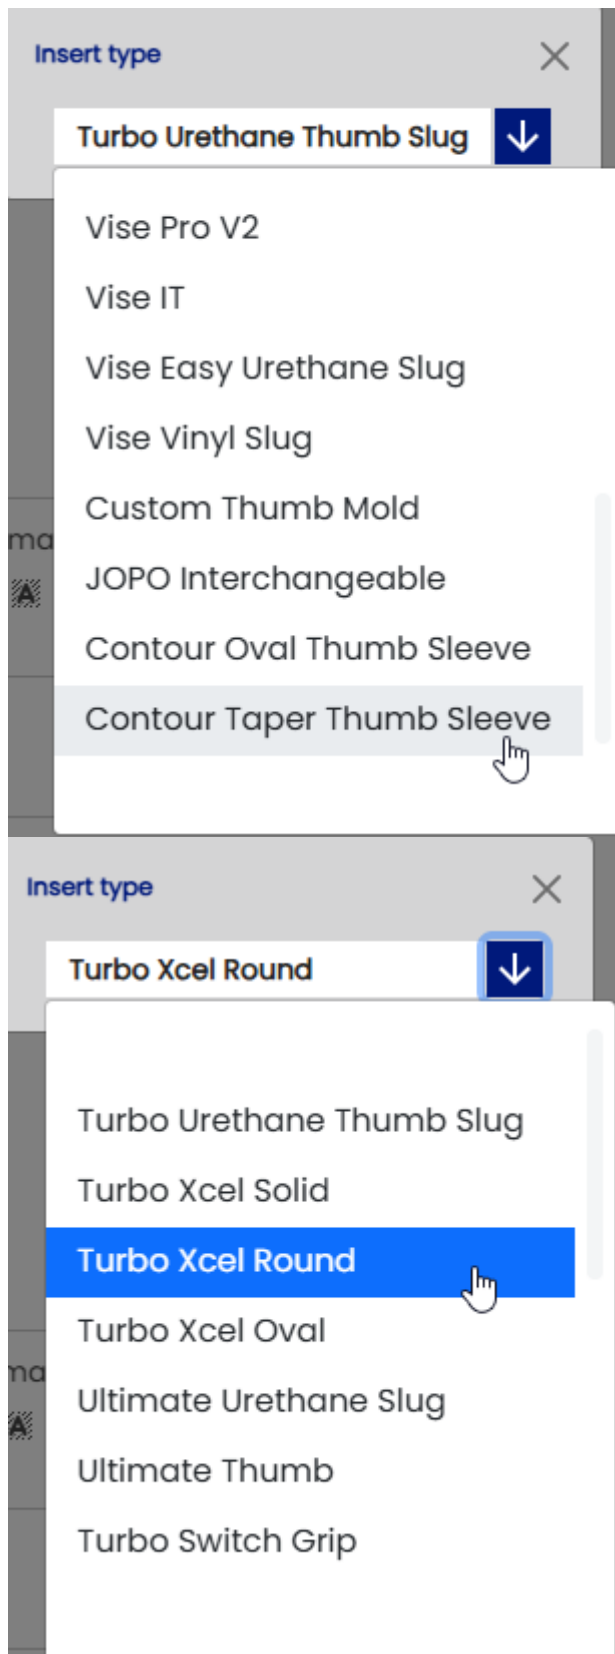 Insert type
Turbo Urethane Thumb Slug
Vise Pro V2
Vise IT
Vise Easy Urethane Slug
Vise Vinyl Slug
Custom Thumb Mold
JOPO Interchangeable
Contour Oval Thumb Sleeve
Contour Taper Thumb Sleeve
ma
A
Insert type
Turbo Xcel Round
Turbo Urethane Thumb Slug
Turbo Xcel Solid
Turbo Xcel Round
Turbo Xcel Oval
Ultimate Urethane Slug
Ultimate Thumb
Turbo Switch Grip
ma
A